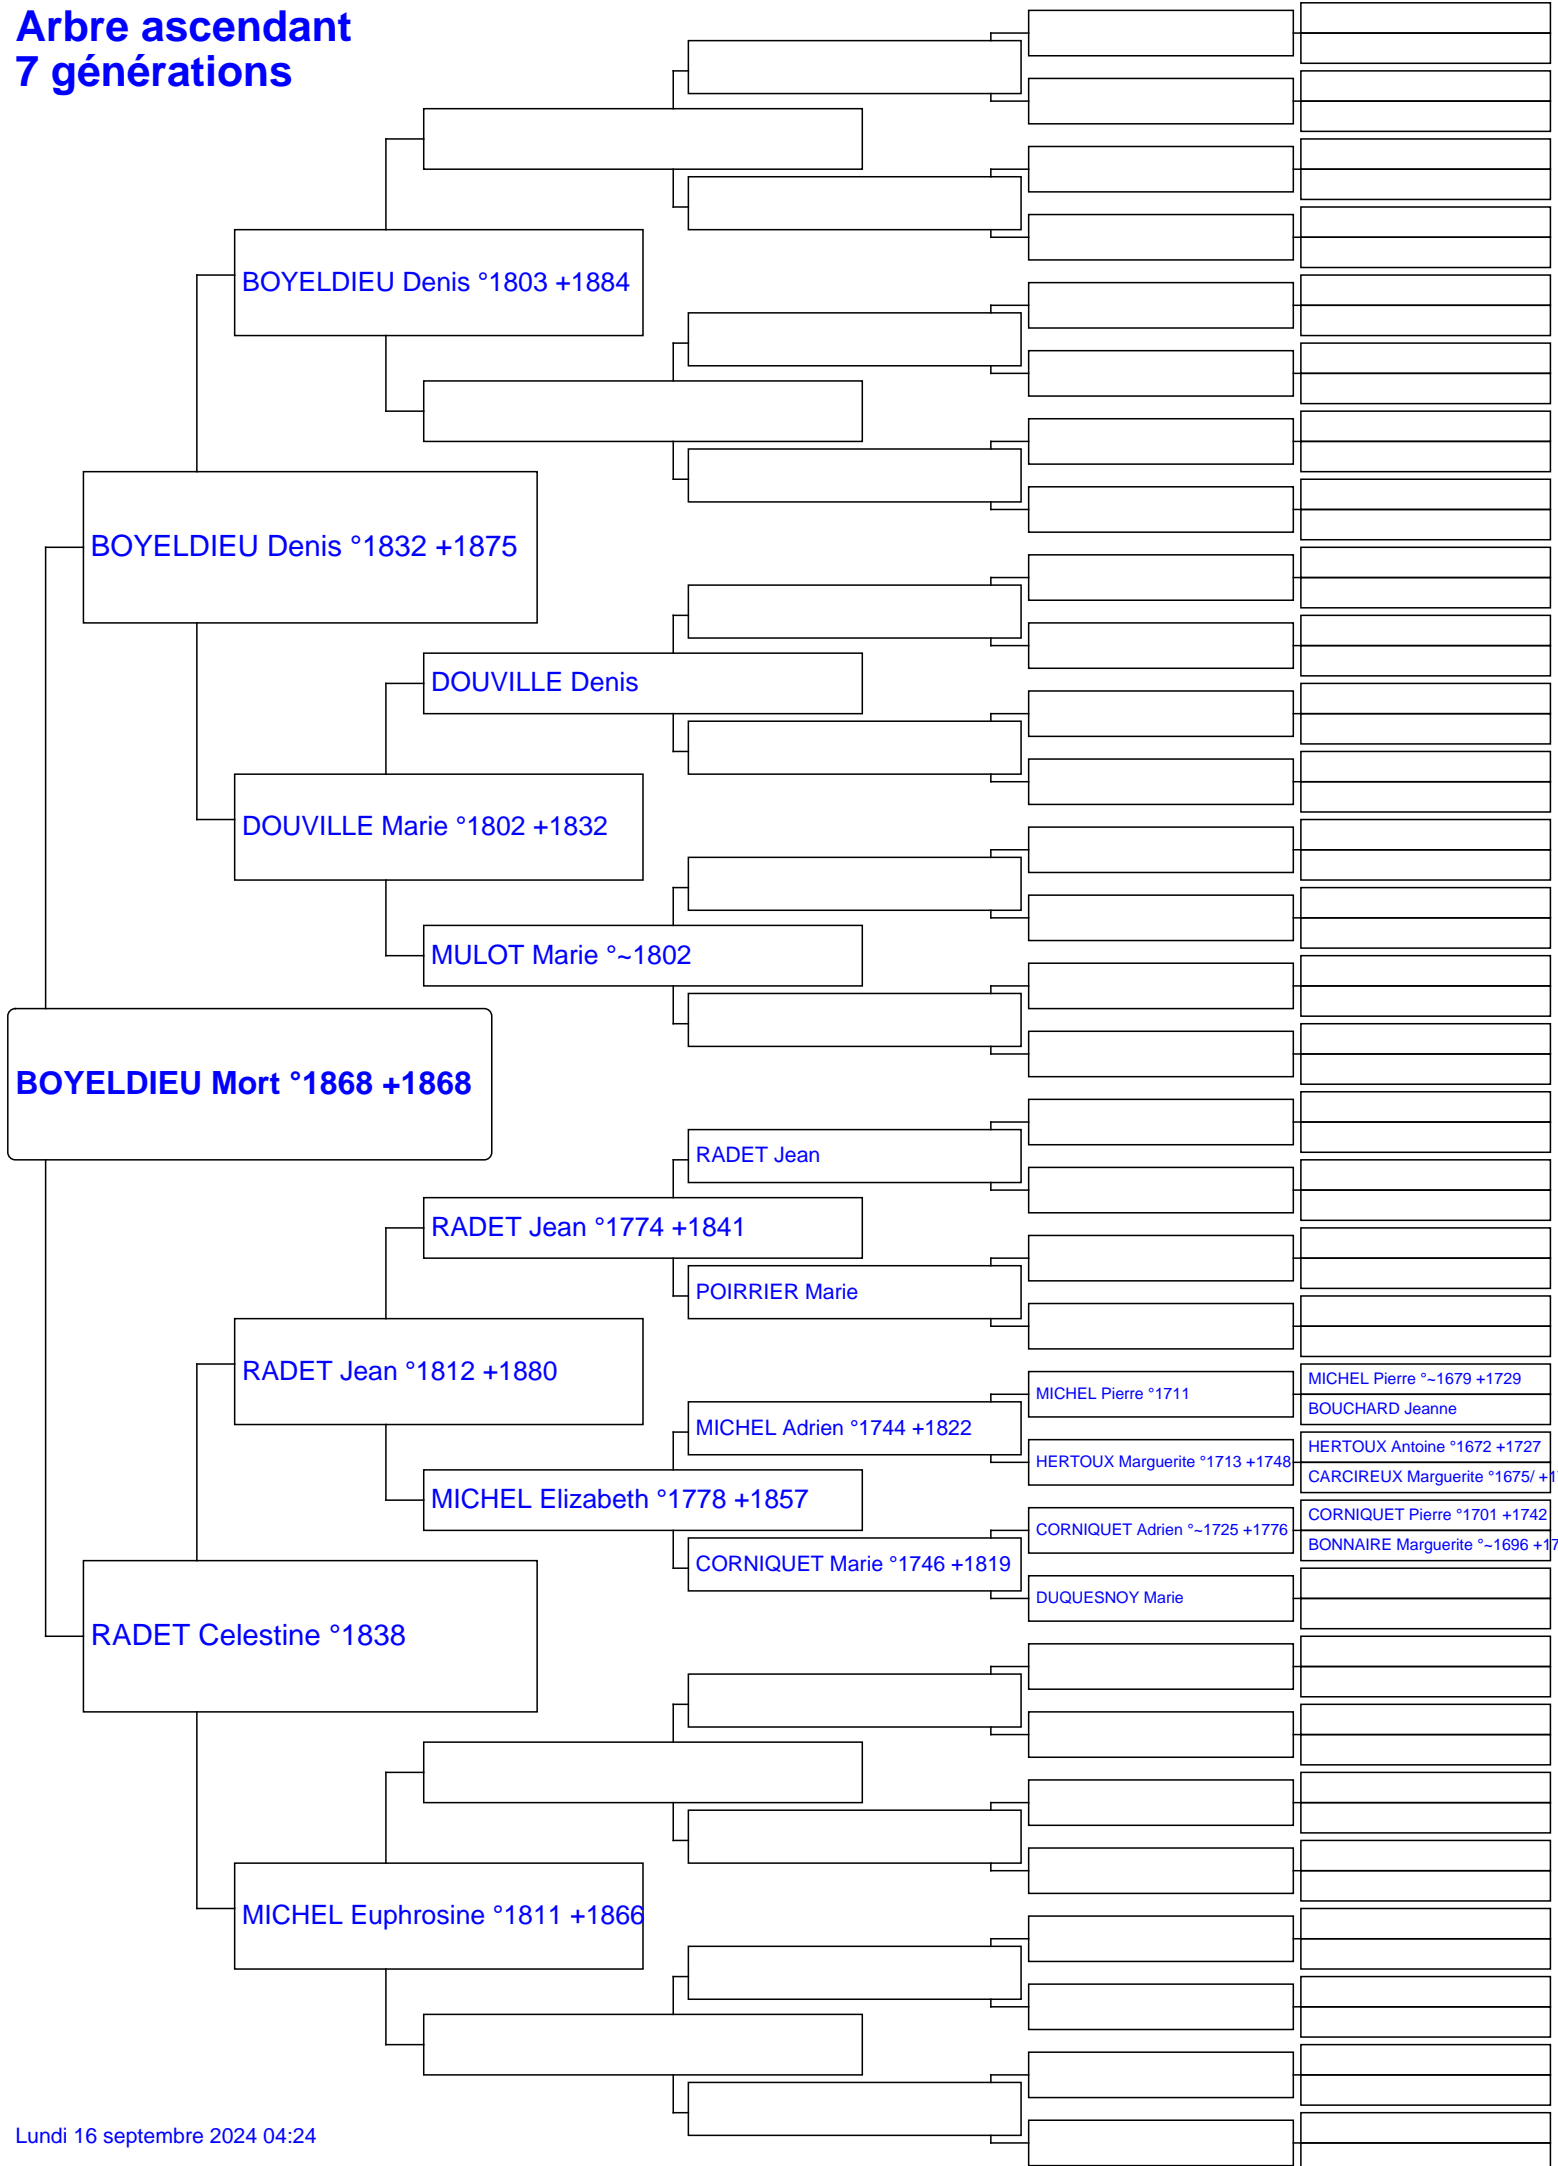 Arbre ascendant
7 générations
BOYELDIEU Denis °1803 +1884
BOYELDIEU Denis °1832 +1875
DOUVILLE Denis
DOUVILLE Marie °1802 +1832
MULOT Marie °~1802
BOYELDIEU Mort °1868 +1868
RADET Jean
RADET Jean °1774 +1841
POIRRIER Marie
RADET Jean °1812 +1880
MICHEL Pierre °~1679 +1729
MICHEL Pierre °1711
BOUCHARD Jeanne
MICHEL Adrien °1744 +1822
HERTOUX Antoine °1672 +1727
HERTOUX Marguerite °1713 +1748
CARCIREUX Marguerite °1675/
MICHEL Elizabeth °1778 +1857
CORNIQUET Pierre °1701 +1742
CORNIQUET Adrien °~1725 +1776
BONNAIRE Marguerite °~1696
CORNIQUET Marie °1746 +1819
DUQUESNOY Marie
RADET Celestine °1838
MICHEL Euphrosine °1811 +1866
Lundi 16 septembre 2024 04:24